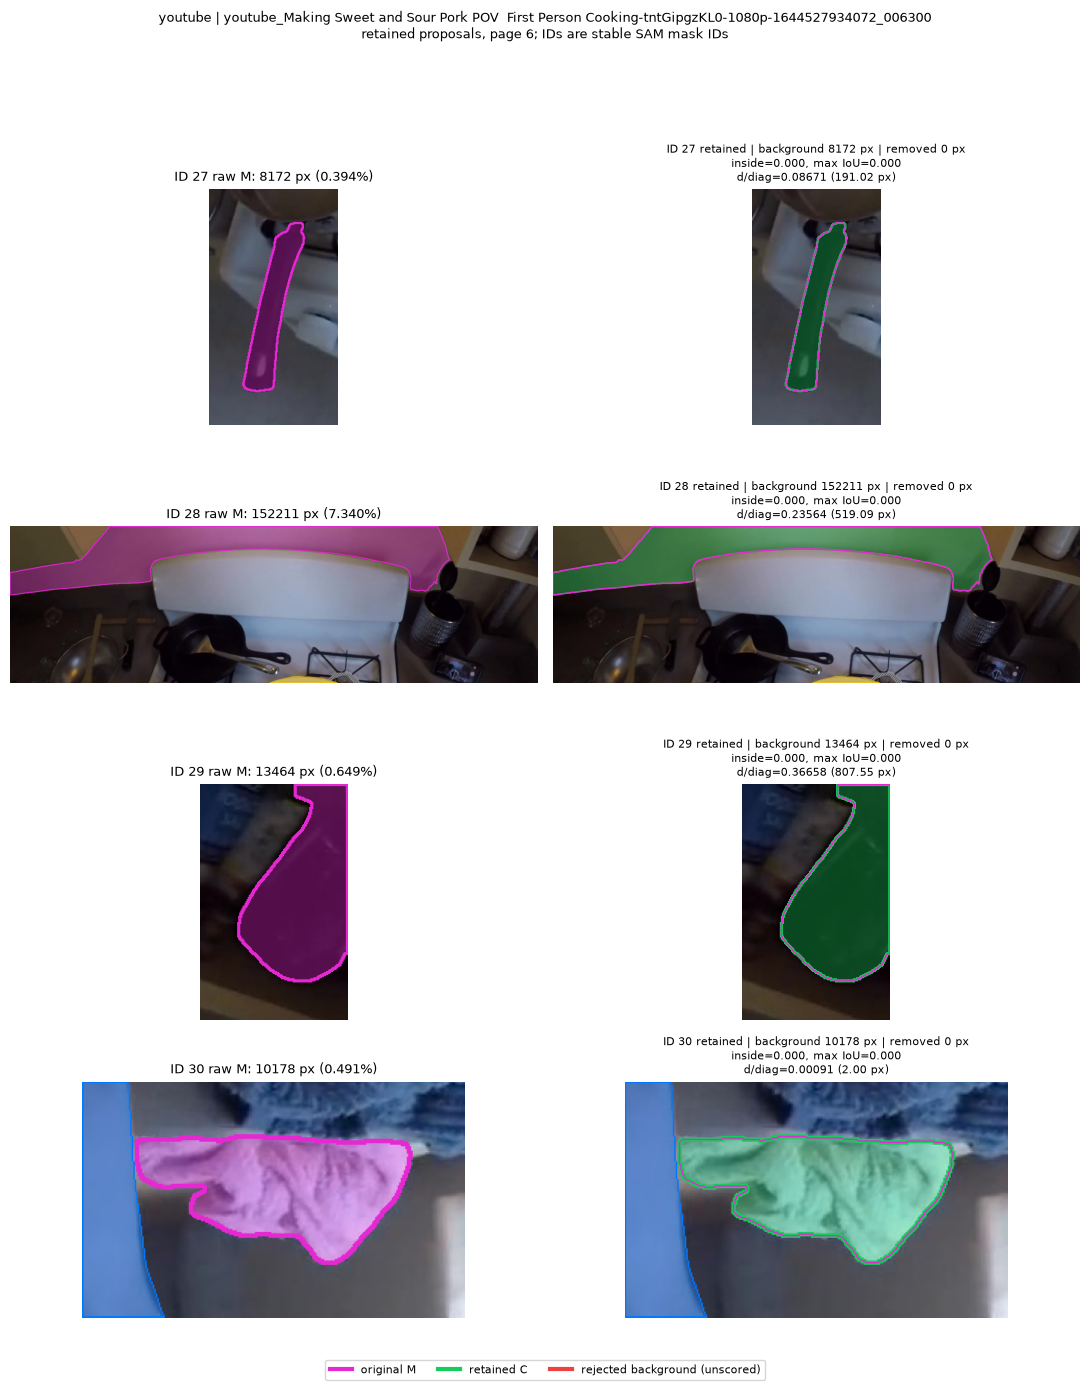 youtube | youtube_Making Sweet and Sour Pork POV  First Person Cooking-tntGipgzKL0-1080p-1644527934072_006300
retained proposals, page 6; IDs are stable SAM mask IDs
ID 27 raw M: 8172 px (0.394%)
ID 27 retained | background 8172 px | removed 0 px
inside=0.000, max IoU=0.000
d/diag=0.08671 (191.02 px)
ID 28 raw M: 152211 px (7.340%)
ID 28 retained | background 152211 px | removed 0 px
inside=0.000, max IoU=0.000
d/diag=0.23564 (519.09 px)
ID 29 raw M: 13464 px (0.649%)
ID 29 retained | background 13464 px | removed 0 px
inside=0.000, max IoU=0.000
d/diag=0.36658 (807.55 px)
ID 30 raw M: 10178 px (0.491%)
ID 30 retained | background 10178 px | removed 0 px
inside=0.000, max IoU=0.000
d/diag=0.00091 (2.00 px)
original M
retained C
rejected background (unscored)